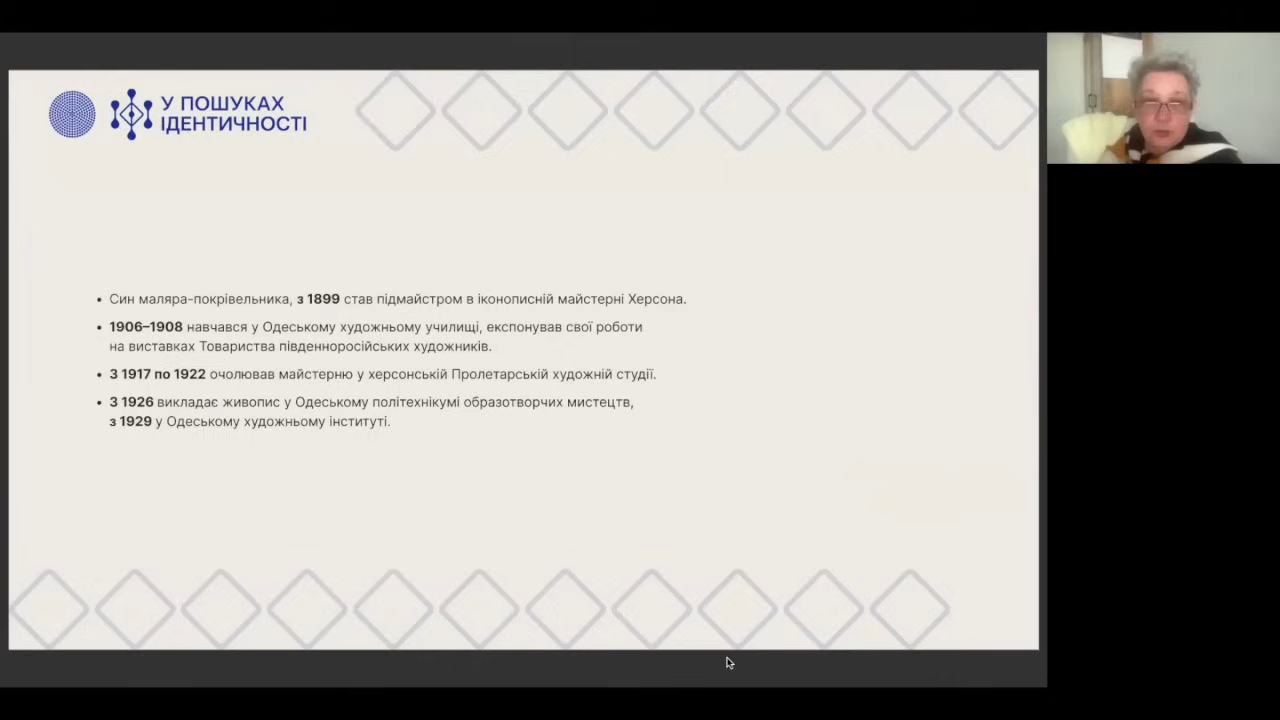 У ПОШУКАХ
ІДЕНТИЧНОСТІ
• Син маляра-покрівельника, з 1899 став підмайстром в іконописній майстерні Херсона.
• 1906–1908 навчався у Одеському художньому училищі, експонував свої роботи
на виставках Товариства південноросійських художників.
• З 1917 по 1922 очолював майстерню у херсонській Пролетарській художній студії.
• З 1926 викладає живопис у Одеському політехнікумі образотворчих мистецтв,
з 1929 у Одеському художньому інституті.